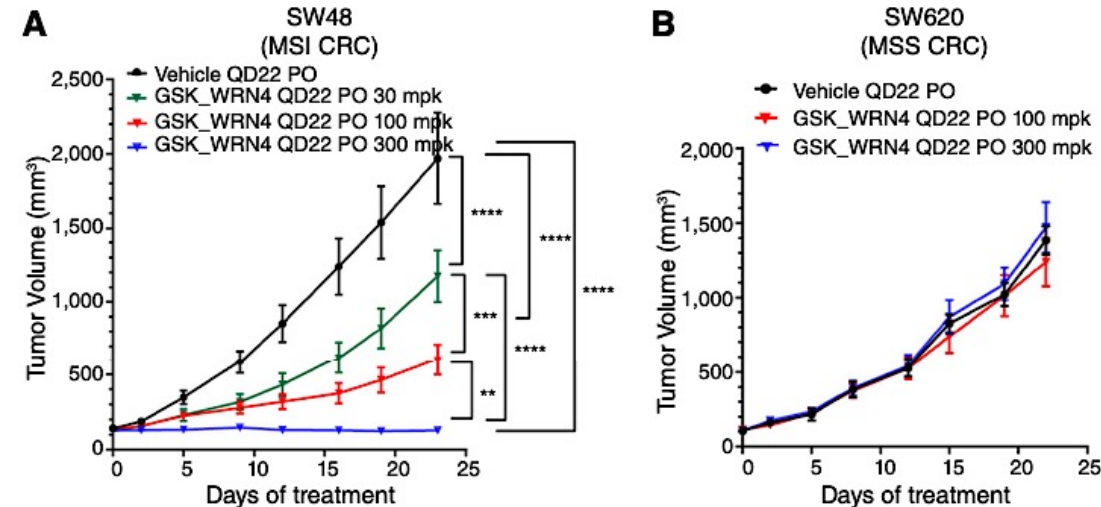 A
SW48
(MSI CRC)
Vehicle QD22 PO
GSK_WRN4 QD22 PO 30 mpk
GSK_WRN4 QD22 PO 100 mpk
GSK_WRN4 QD22 PO 300 mpk
Tumor Volume (mm³)
2,500
2,000
1,500
1,000
500
0
0 5 10 15 20 25
Days of treatment
****
****
****
***
****
**
B
SW620
(MSS CRC)
Vehicle QD22 PO
GSK_WRN4 QD22 PO 100 mpk
GSK_WRN4 QD22 PO 300 mpk
Tumor Volume (mm³)
2,000
1,500
1,000
500
0
0 5 10 15 20 25
Days of treatment